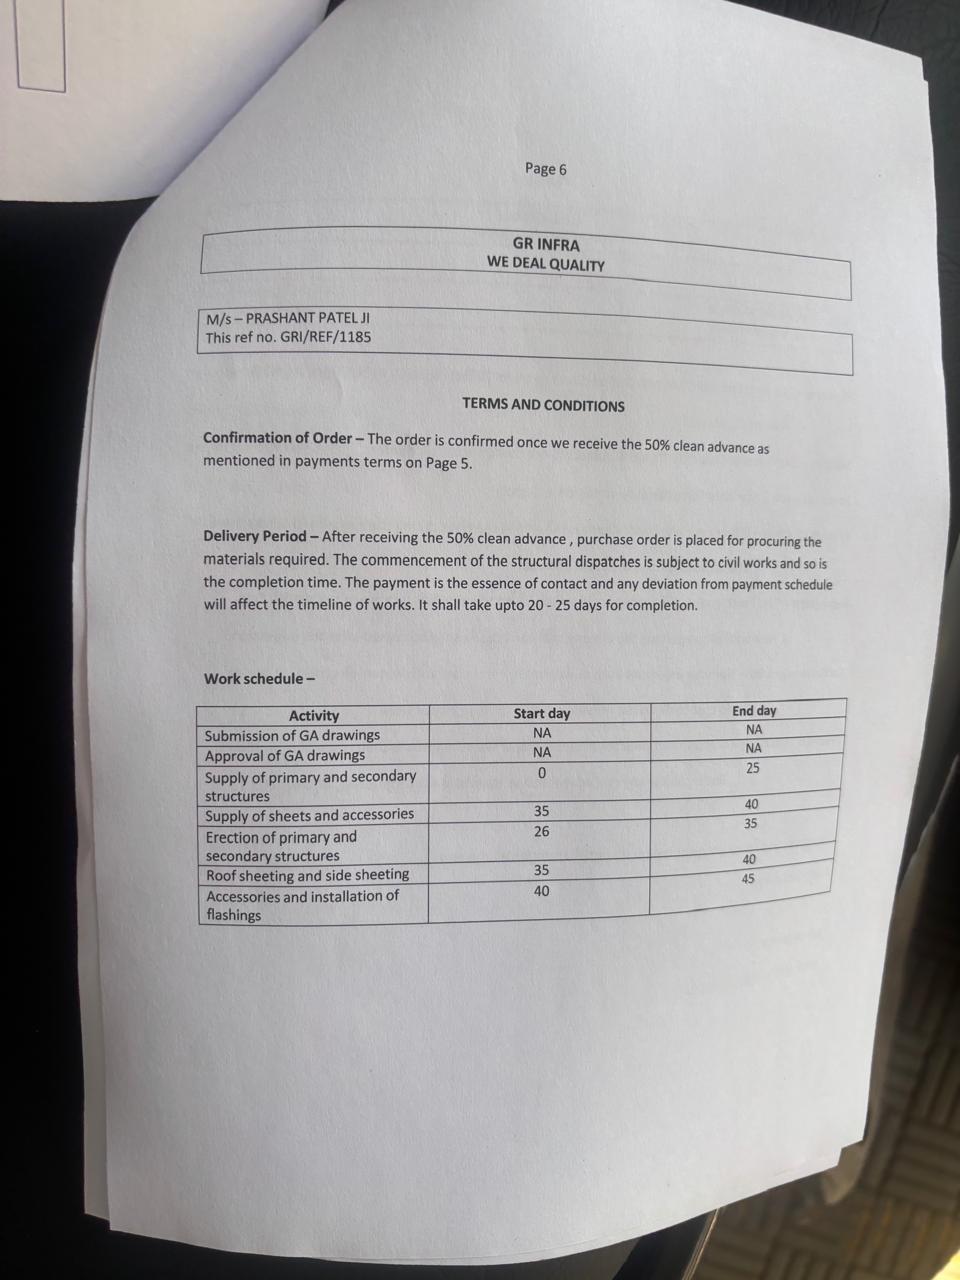 Page 6
GR INFRA
WE DEAL QUALITY
M/s – PRASHANT PATEL JI
This ref no. GRI/REF/1185
TERMS AND CONDITIONS
Confirmation of Order – The order is confirmed once we receive the 50% clean advance as
mentioned in payments terms on Page 5.
Delivery Period – After receiving the 50% clean advance , purchase order is placed for procuring the
materials required. The commencement of the structural dispatches is subject to civil works and so is
the completion time. The payment is the essence of contact and any deviation from payment schedule
will affect the timeline of works. It shall take upto 20 - 25 days for completion.
Work schedule –
Activity Start day End day
Submission of GA drawings NA NA
Approval of GA drawings NA NA
Supply of primary and secondary 0 25
structures
Supply of sheets and accessories 35 40
Erection of primary and 26 35
secondary structures
Roof sheeting and side sheeting 35 40
Accessories and installation of 40 45
flashings